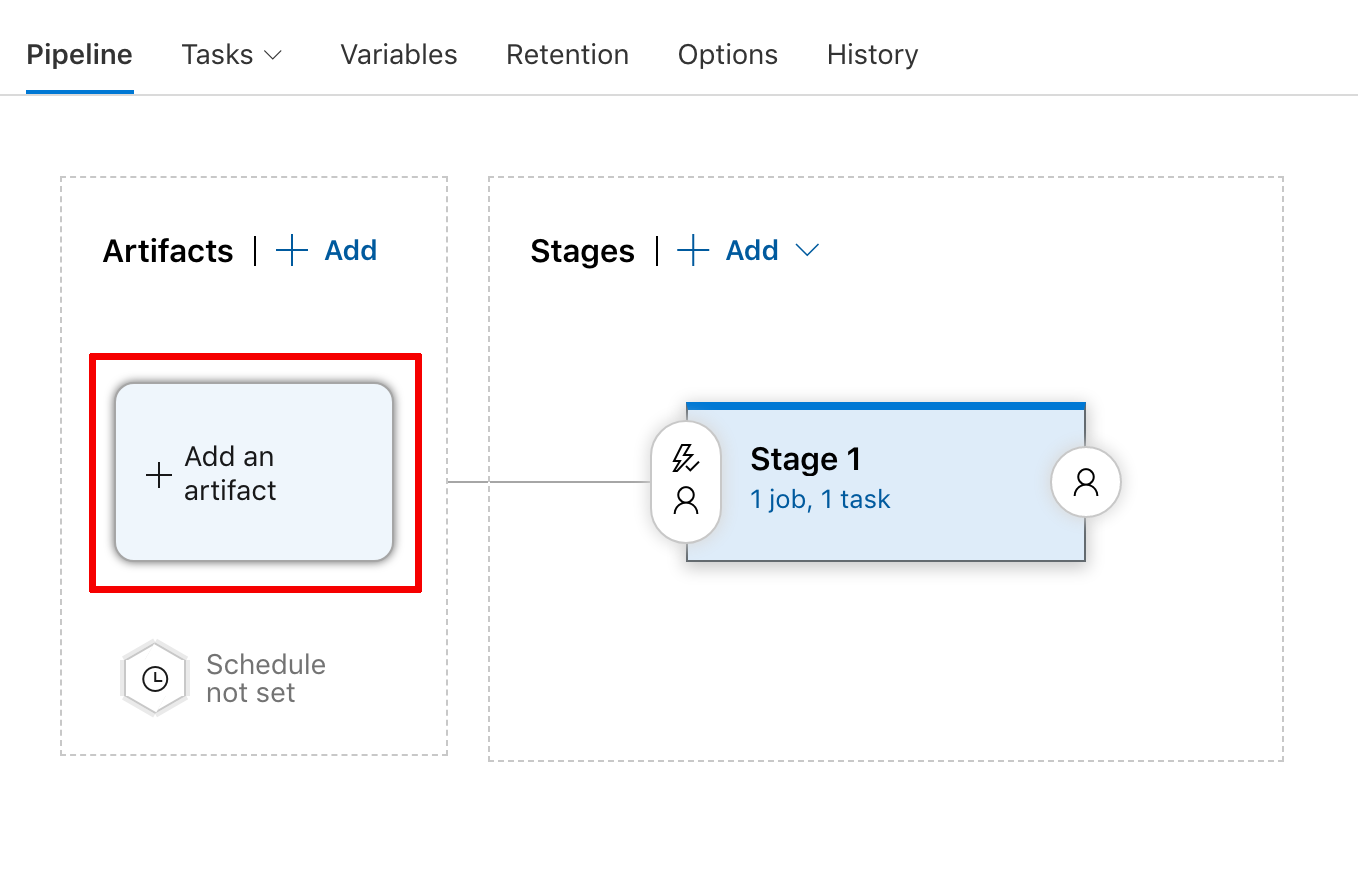 Pipeline Tasks Variables Retention Options History
Artifacts | Add
Stages | Add
Add an
artifact
Stage 1
1 job, 1 task
Schedule
not set